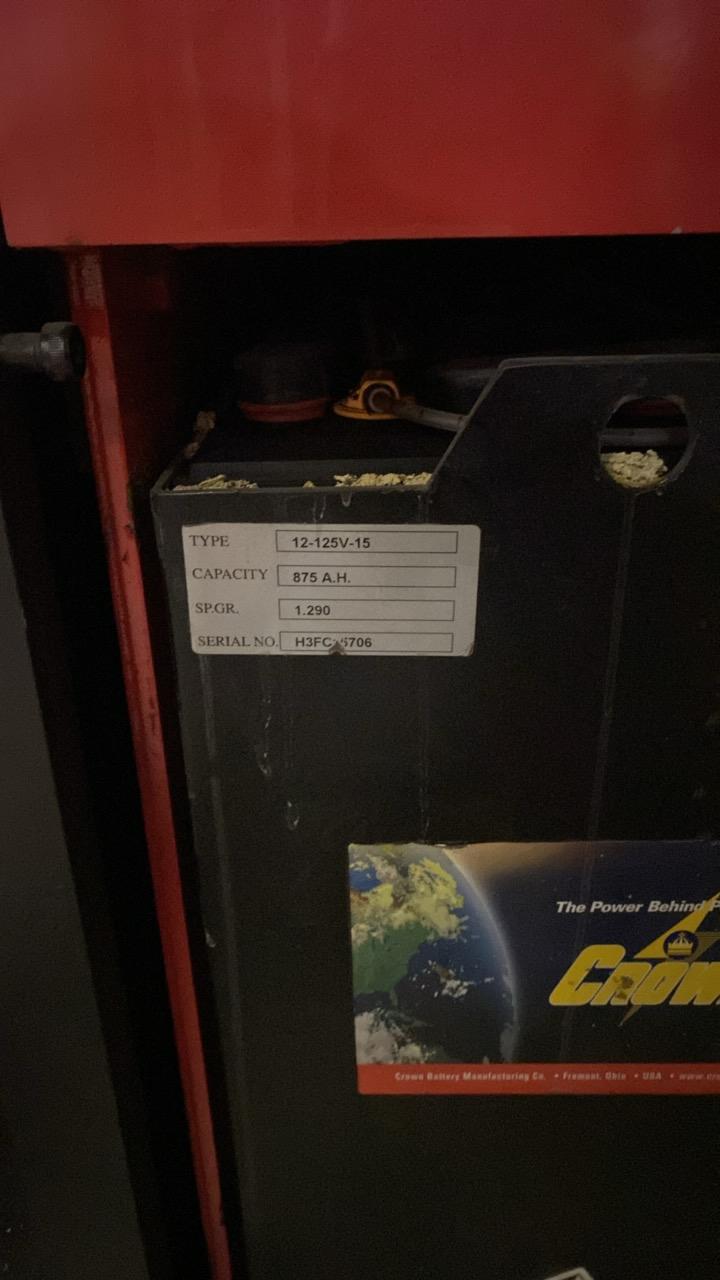 TYPE 12-125V-15
CAPACITY 875 A.H.
SP.GR. 1.290
SERIAL NO.
The Power Behind
Crown Battery Manufacturing Co. • Fremont, Ohio • USA •